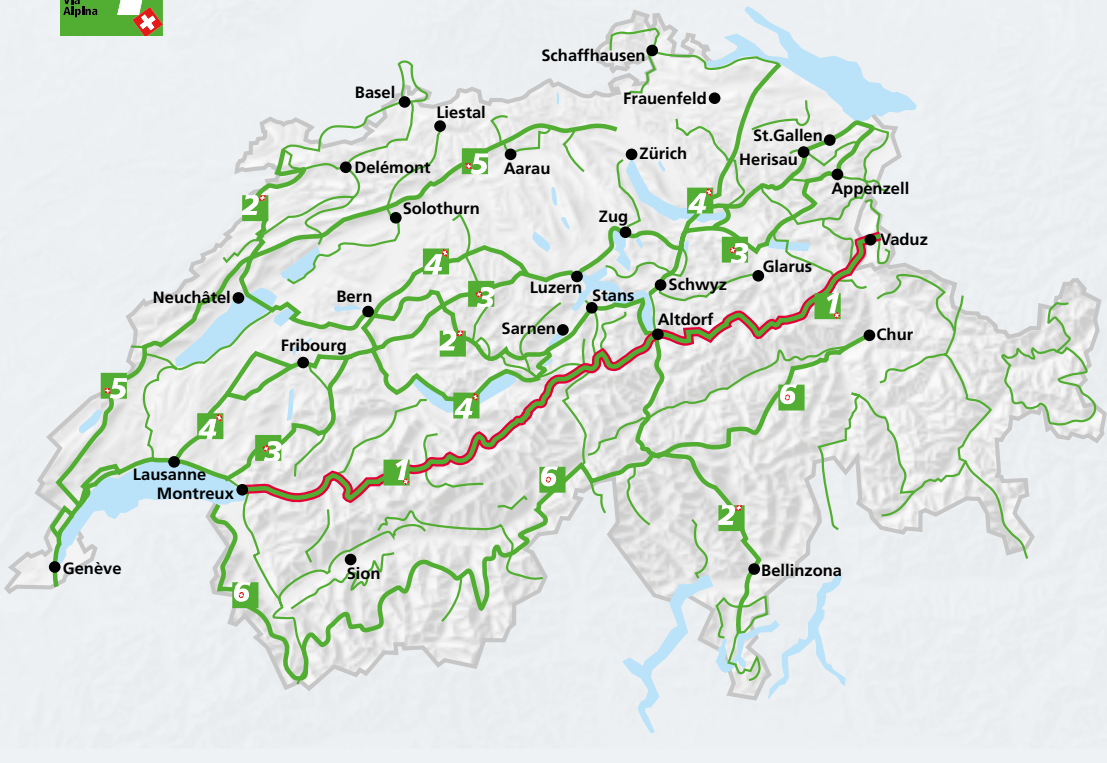 Via
Alpina
Schaffhausen
Basel
Liestal
Frauenfeld
St.Gallen
Herisau
Delémont
5
Aarau
Zürich
Appenzell
2
4
Solothurn
Zug
Vaduz
3
4
Glarus
Luzern
Schwyz
Neuchâtel
Bern
3
Stans
1
Altdorf
Sarnen
2
Chur
Fribourg
5
6
4
4
3
Lausanne
1
6
Montreux
2
Genève
Sion
Bellinzona
6